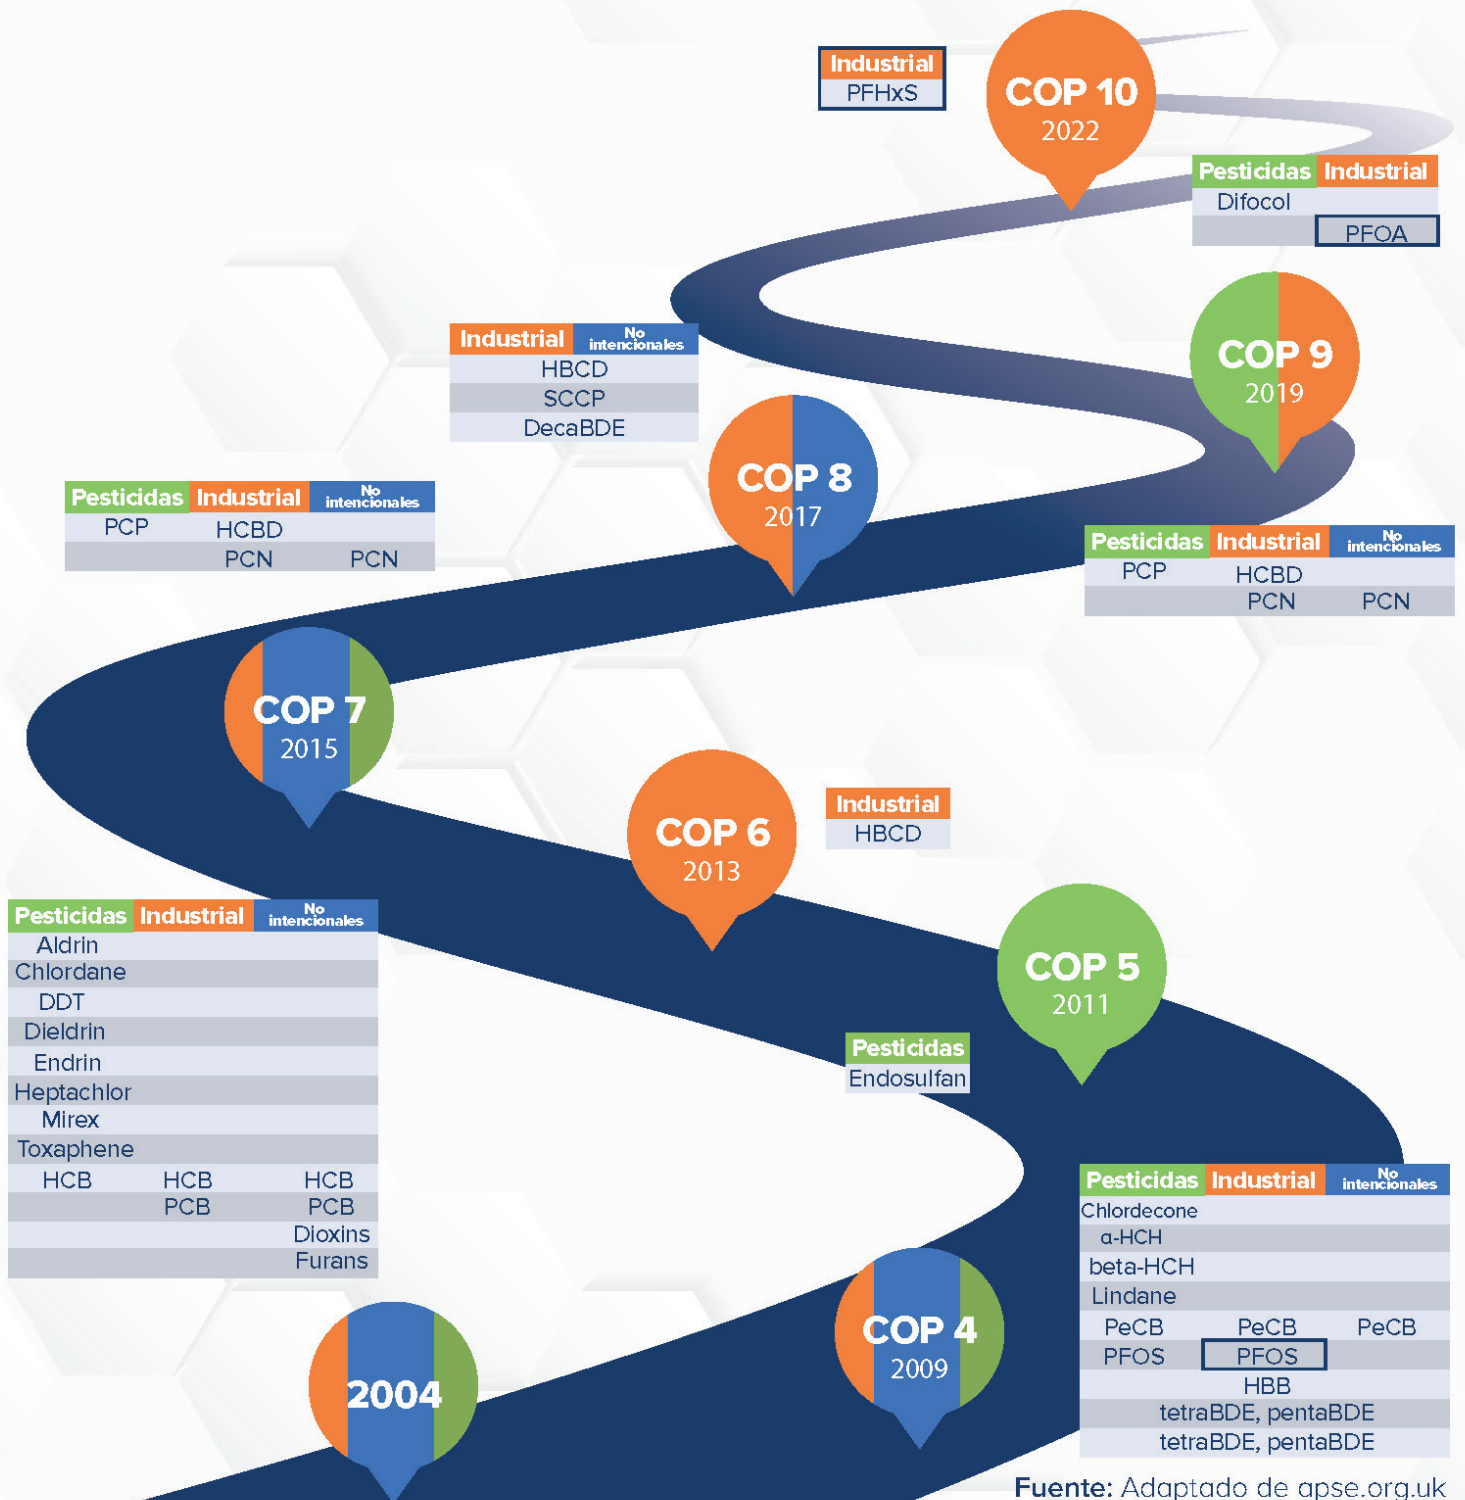 Industrial
PFHxS
COP 10
2022
Pesticidas Industrial
Difocol
PFOA
COP 9
2019
Industrial No intencionales
HBCD
SCCP
DecaBDE
COP 8
2017
Pesticidas Industrial No intencionales
PCP HCBD
PCN PCN
Pesticidas Industrial No intencionales
PCP HCBD
PCN PCN
COP 7
2015
COP 6
2013
Industrial
HBCD
COP 5
2011
Pesticidas
Endosulfan
Pesticidas Industrial No intencionales
Aldrin
Chlordane
DDT
Dieldrin
Endrin
Heptachlor
Mirex
Toxaphene
HCB HCB HCB
PCB PCB
Dioxins
Furans
Pesticidas Industrial No intencionales
Chlordecone
α-HCH
beta-HCH
Lindane
PeCB PeCB PeCB
PFOS PFOS
HBB
tetraBDE, pentaBDE
tetraBDE, pentaBDE
COP 4
2009
2004
Fuente: Adaptado de apse.org.uk